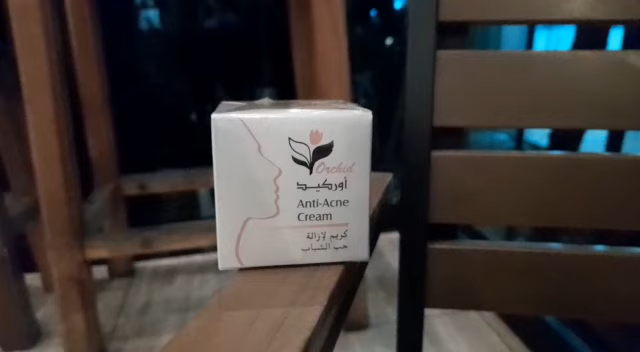 Orchid
أوركيد
Anti-Acne
Cream
كريم لإزالة
حب الشباب